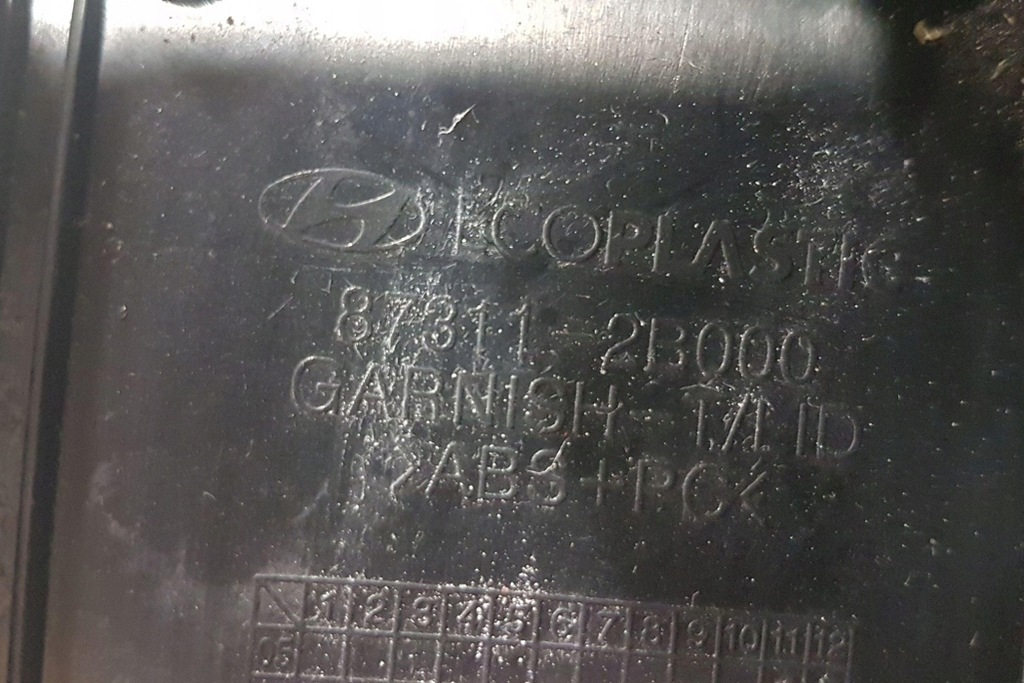 ECOPLASTIC
87311-2B000
GARNISH-T/LID
>ABS+PC<
1 2 3 4 5 6 7 8 9 10 11 12
05